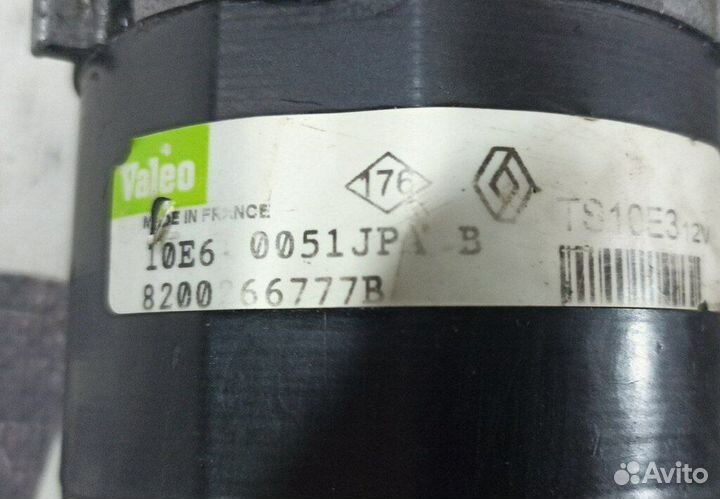 Valeo
176
MADE IN FRANCE
TS10E3 12V
10E6 0051JPA B
8200266777B
Avito